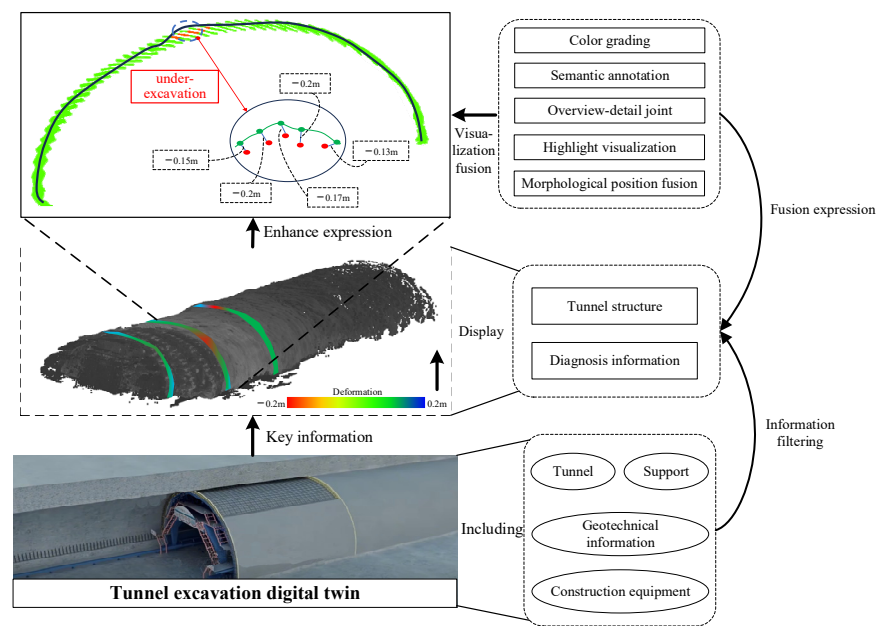 under-
excavation
－0.2m
－0.15m
－0.13m
－0.2m
－0.17m
Color grading
Semantic annotation
Overview-detail joint
Highlight visualization
Morphological position fusion
Visua-
lization
fusion
Fusion expression
Enhance expression
Display
Tunnel structure
Diagnosis information
Deformation
－0.2m
0.2m
Key information
Information
filtering
Including
Tunnel
Support
Geotechnical
information
Construction equipment
Tunnel excavation digital twin